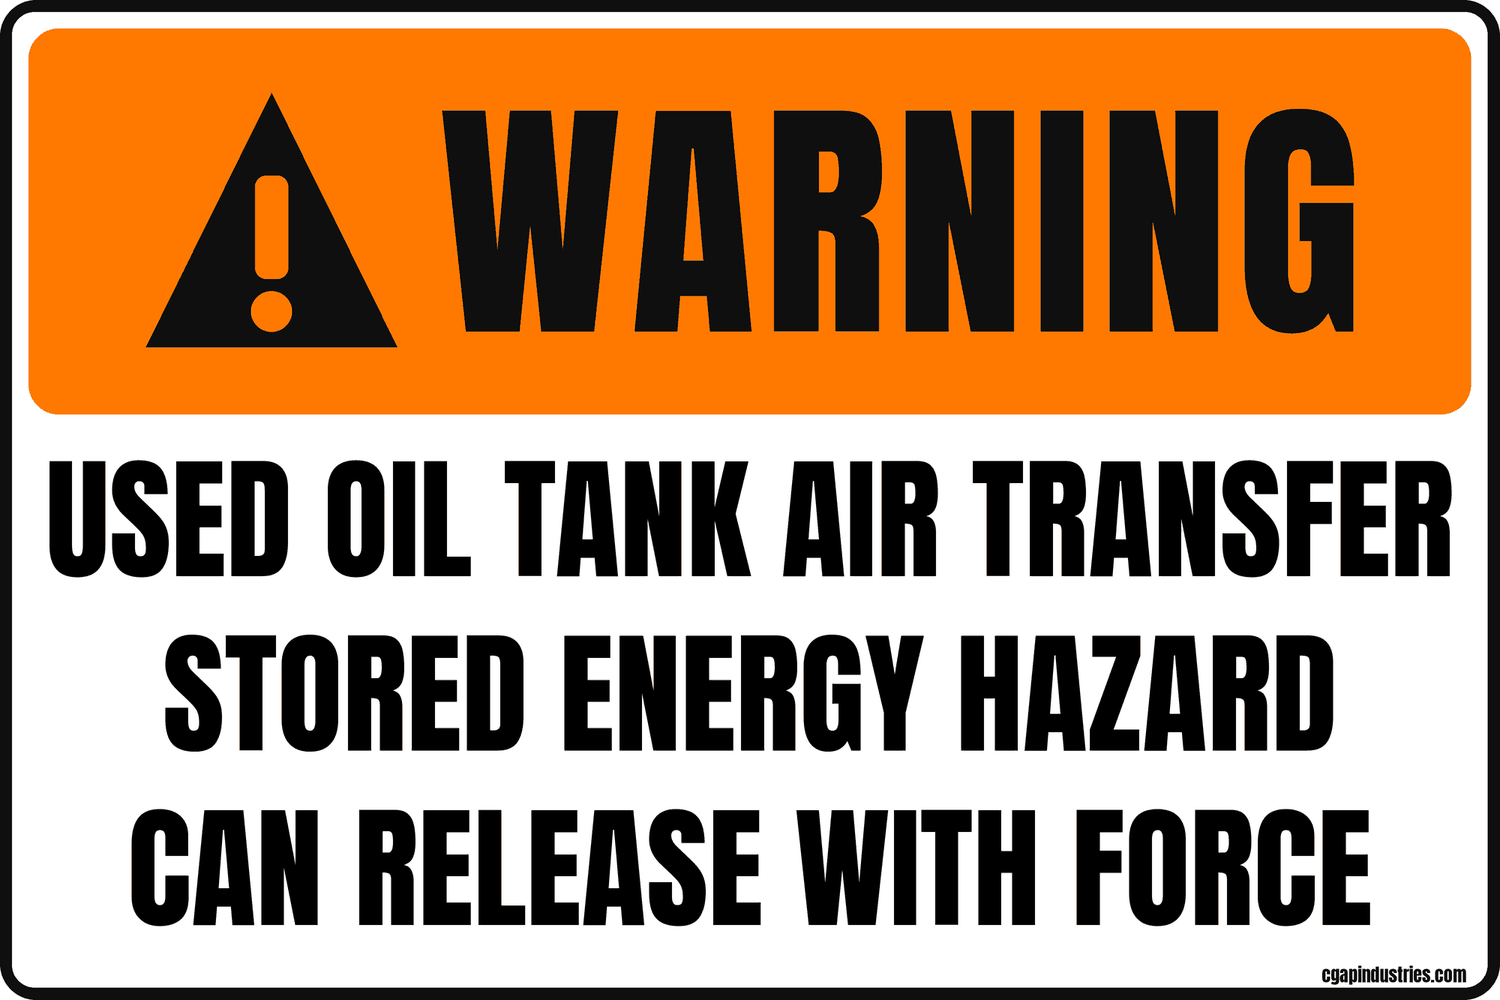 WARNING
USED OIL TANK AIR TRANSFER
STORED ENERGY HAZARD
CAN RELEASE WITH FORCE
cgapindustries.com